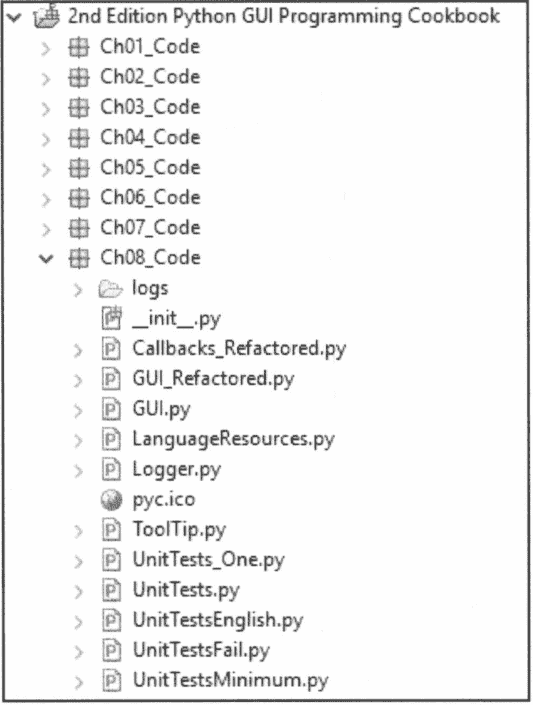 2nd Edition Python GUI Programming Cookbook
Ch01_Code
Ch02_Code
Ch03_Code
Ch04_Code
Ch05_Code
Ch06_Code
Ch07_Code
Ch08_Code
logs
__init__.py
Callbacks_Refactored.py
GUI_Refactored.py
GUI.py
LanguageResources.py
Logger.py
pyc.ico
ToolTip.py
UnitTests_One.py
UnitTests.py
UnitTestsEnglish.py
UnitTestsFail.py
UnitTestsMinimum.py